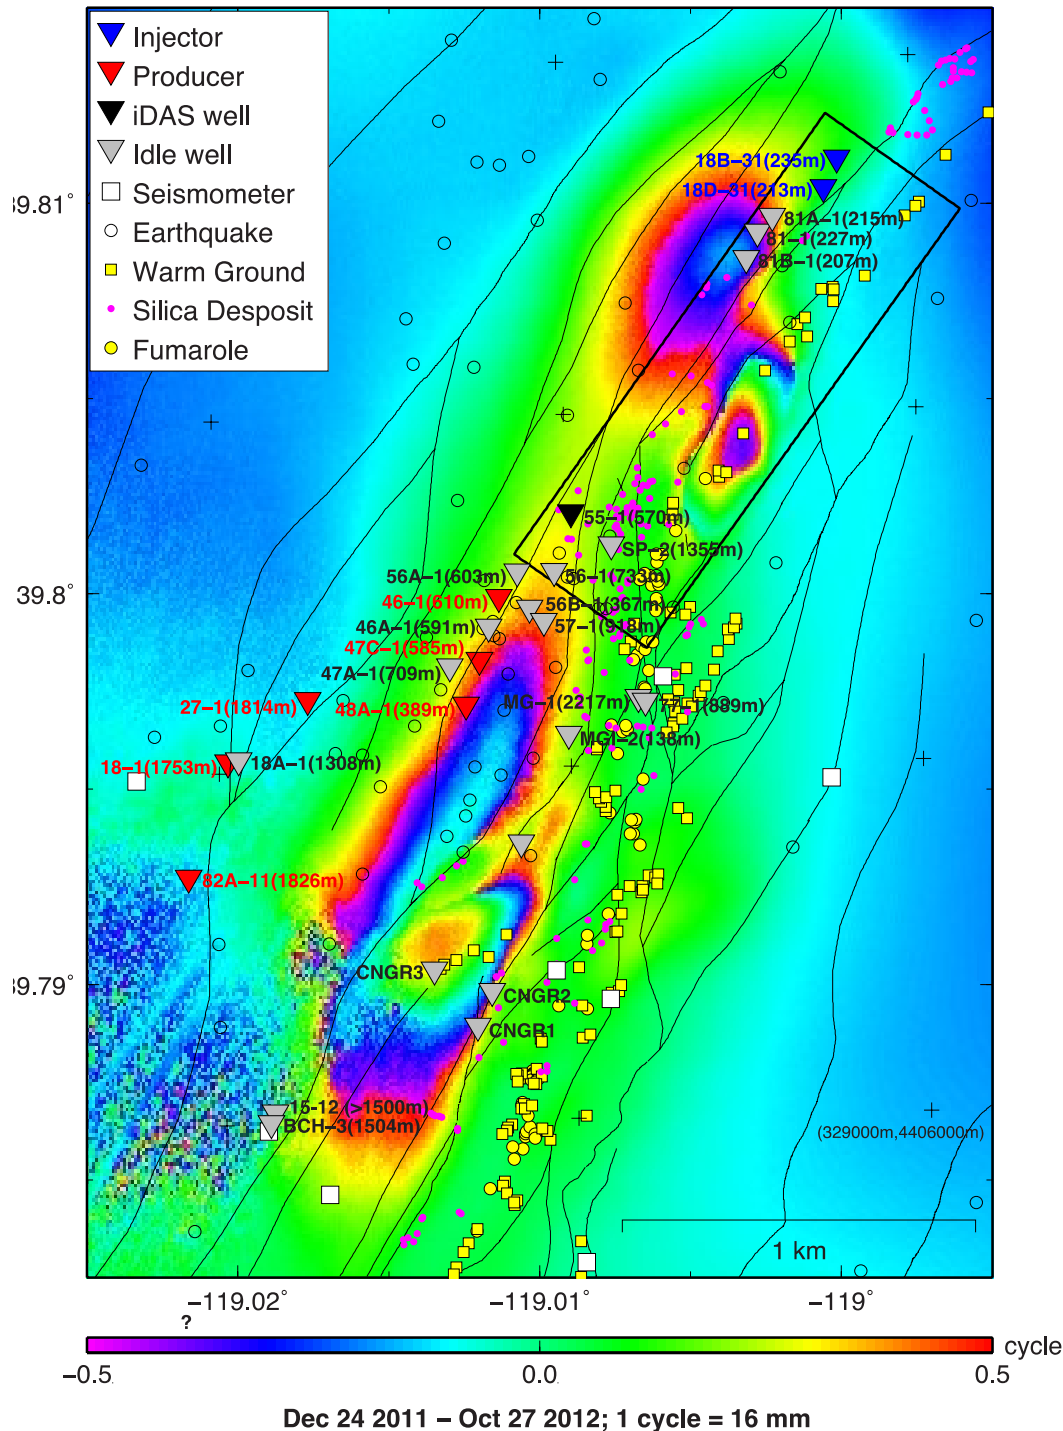 Injector
Producer
iDAS well
Idle well
Seismometer
Earthquake
Warm Ground
Silica Desposit
Fumarole
18B−31(235m)
18D−31(213m)
39.81°
81A−1(215m)
81−1(227m)
81B−1(207m)
55−1(570m)
SP−2(1355m)
56A−1(603m)
56−1(733m)
39.8°
46−1(610m)
56B−1(367m)
46A−1(591m)
57−1(918m)
47C−1(585m)
47A−1(709m)
27−1(1814m)
48A−1(389m)
MG−1(2217m)
77−1(889m)
MGI−2(138m)
18−1(1753m)
18A−1(1308m)
82A−11(1826m)
CNGR3
39.79°
CNGR2
CNGR1
15-12 (>1500m)
BCH−3(1504m)
(329000m,4406000m)
1 km
−119.02°
−119.01°
−119°
?
cycle
−0.5
0.0
0.5
Dec 24 2011 − Oct 27 2012; 1 cycle = 16 mm